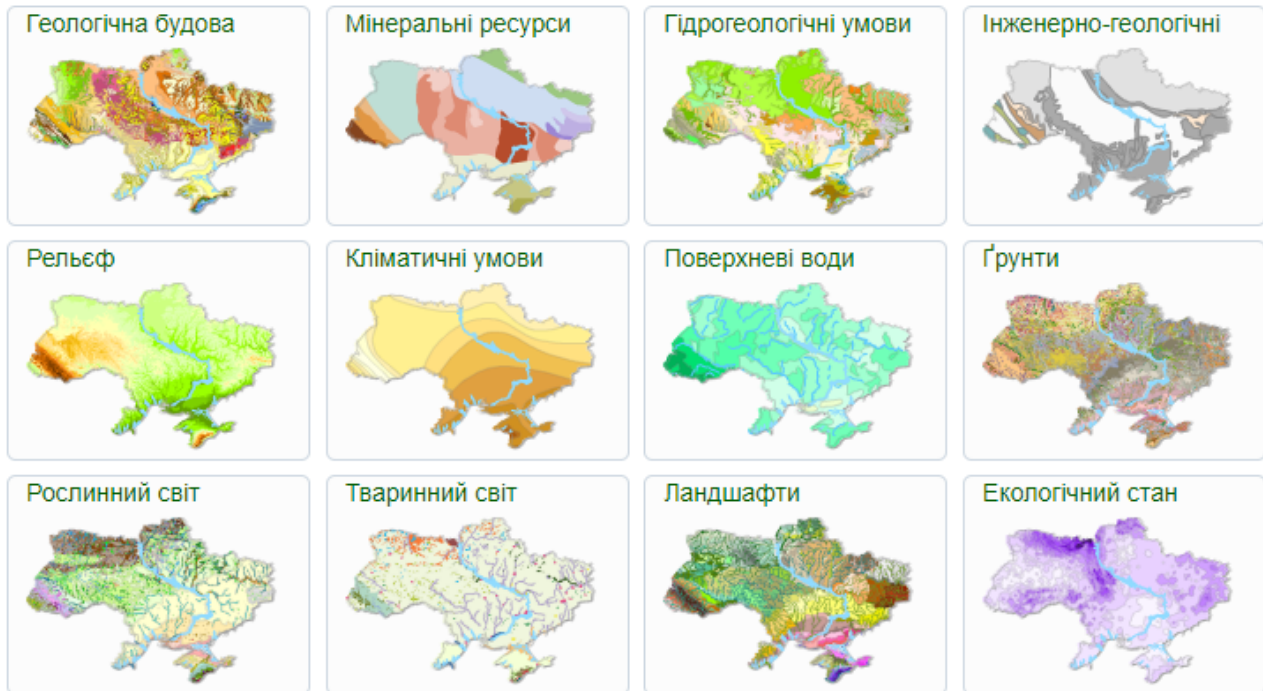 Геологічна будова
Мінеральні ресурси
Гідрогеологічні умови
Інженерно-геологічні
Рельєф
Кліматичні умови
Поверхневі води
Ґрунти
Рослинний світ
Тваринний світ
Ландшафти
Екологічний стан